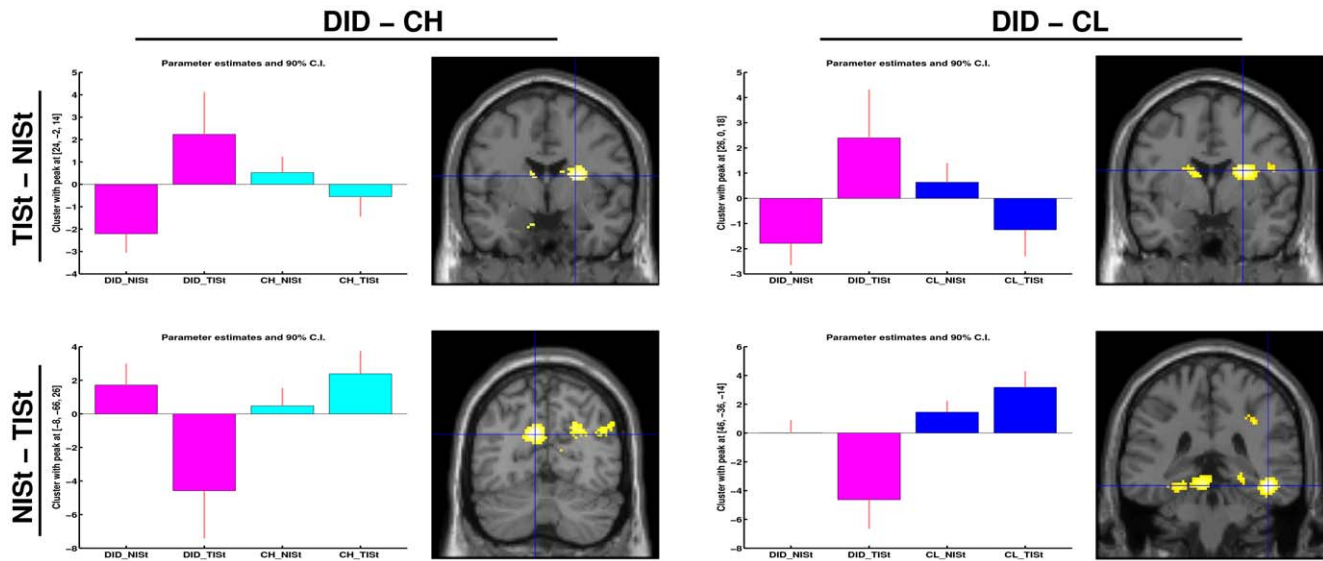 DID – CH
DID – CL
TISt – NISt
Parameter estimates and 90% C.I.
Cluster with peak at [24, −2, 14]
5
4
3
2
1
0
−1
−2
−3
−4
DID_NISt DID_TISt CH_NISt CH_TISt
Parameter estimates and 90% C.I.
Cluster with peak at [26, 0, 18]
5
4
3
2
1
0
−1
−2
−3
DID_NISt DID_TISt CL_NISt CL_TISt
NISt – TISt
Parameter estimates and 90% C.I.
Cluster with peak at [−8, −66, 26]
4
2
0
−2
−4
−6
−8
DID_NISt DID_TISt CH_NISt CH_TISt
Parameter estimates and 90% C.I.
Cluster with peak at [46, −36, −14]
6
4
2
0
−2
−4
−6
−8
DID_NISt DID_TISt CL_NISt CL_TISt